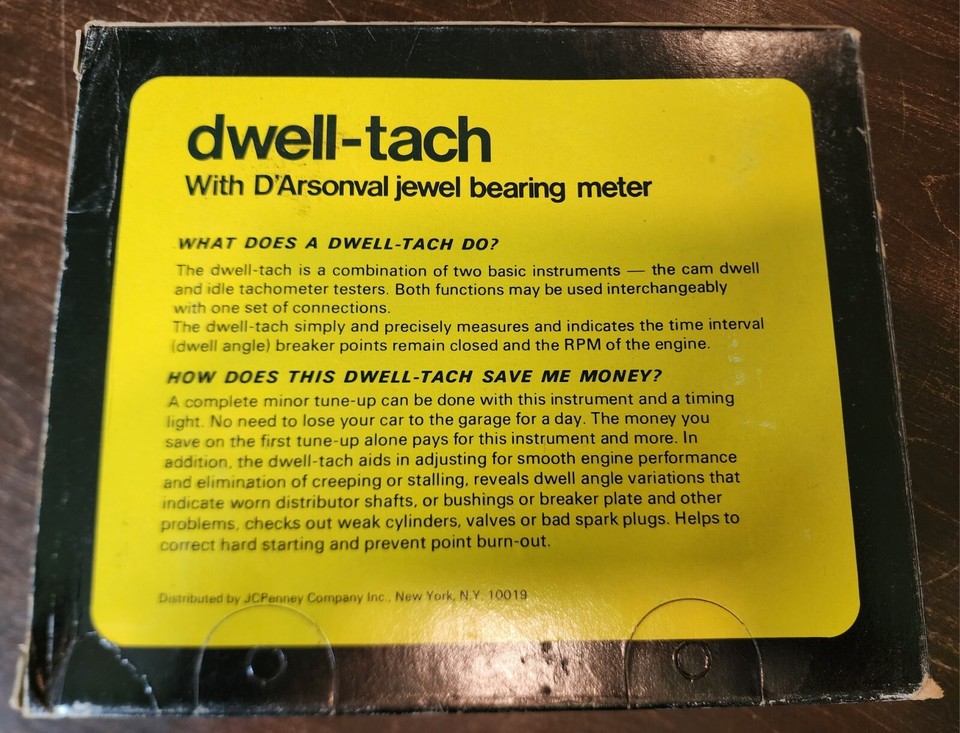 dwell-tach
With D'Arsonval jewel bearing meter
WHAT DOES A DWELL-TACH DO?
The dwell-tach is a combination of two basic instruments — the cam dwell
and idle tachometer testers. Both functions may be used interchangeably
with one set of connections.
The dwell-tach simply and precisely measures and indicates the time interval
(dwell angle) breaker points remain closed and the RPM of the engine.
HOW DOES THIS DWELL-TACH SAVE ME MONEY?
A complete minor tune-up can be done with this instrument and a timing
light. No need to lose your car to the garage for a day. The money you
save on the first tune-up alone pays for this instrument and more. In
addition, the dwell-tach aids in adjusting for smooth engine performance
and elimination of creeping or stalling, reveals dwell angle variations that
indicate worn distributor shafts, or bushings or breaker plate and other
problems, checks out weak cylinders, valves or bad spark plugs. Helps to
correct hard starting and prevent point burn-out.
Distributed by JCPenney Company Inc., New York, N.Y. 10019